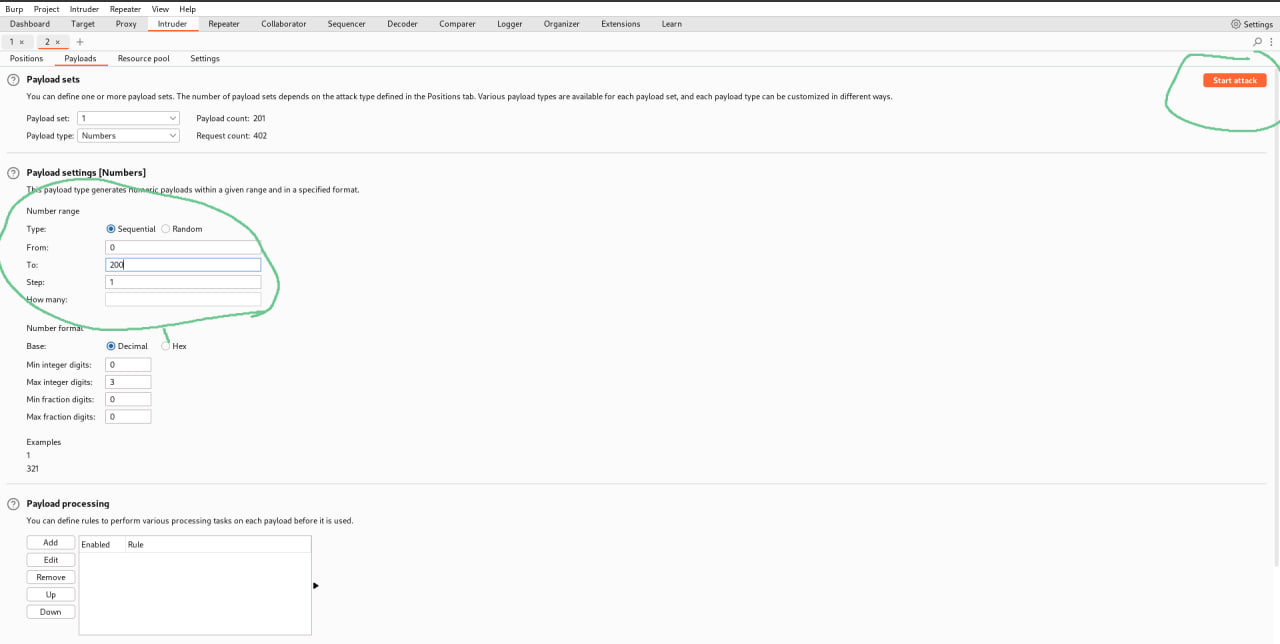 Burp Project Intruder Repeater View Help
Dashboard Target Proxy Intruder Repeater Collaborator Sequencer Decoder Comparer Logger Organizer Extensions Learn Settings
1 × 2 × +
Positions Payloads Resource pool Settings
? Payload sets Start attack
You can define one or more payload sets. The number of payload sets depends on the attack type defined in the Positions tab. Various payload types are available for each payload set, and each payload type can be customized in different ways.
Payload set: 1 Payload count: 201
Payload type: Numbers Request count: 402
? Payload settings [Numbers]
This payload type generates numeric payloads within a given range and in a specified format.
Number range
Type: Sequential Random
From: 0
To: 200
Step: 1
How many:
Number format
Base: Decimal Hex
Min integer digits: 0
Max integer digits: 3
Min fraction digits: 0
Max fraction digits: 0
Examples
1
321
? Payload processing
You can define rules to perform various processing tasks on each payload before it is used.
Add Enabled Rule
Edit
Remove
Up
Down